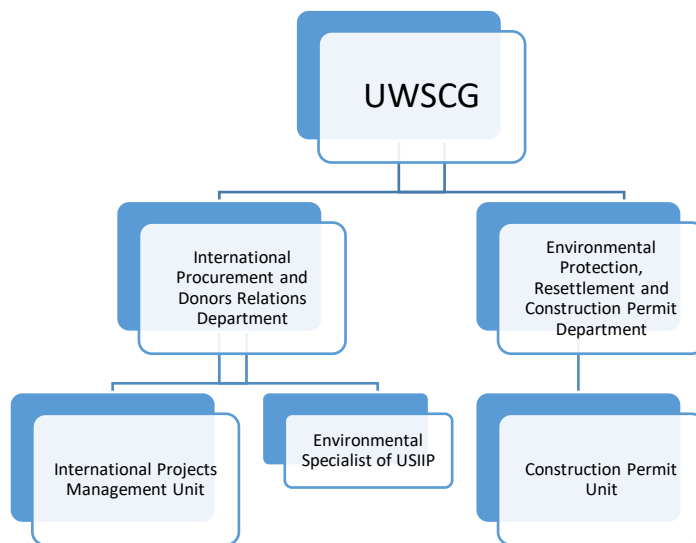 UWSCG
International
Procurement and
Donors Relations
Department
Environmental
Protection,
Resettlement and
Construction Permit
Department
International Projects
Management Unit
Environmental
Specialist of USIIP
Construction Permit
Unit